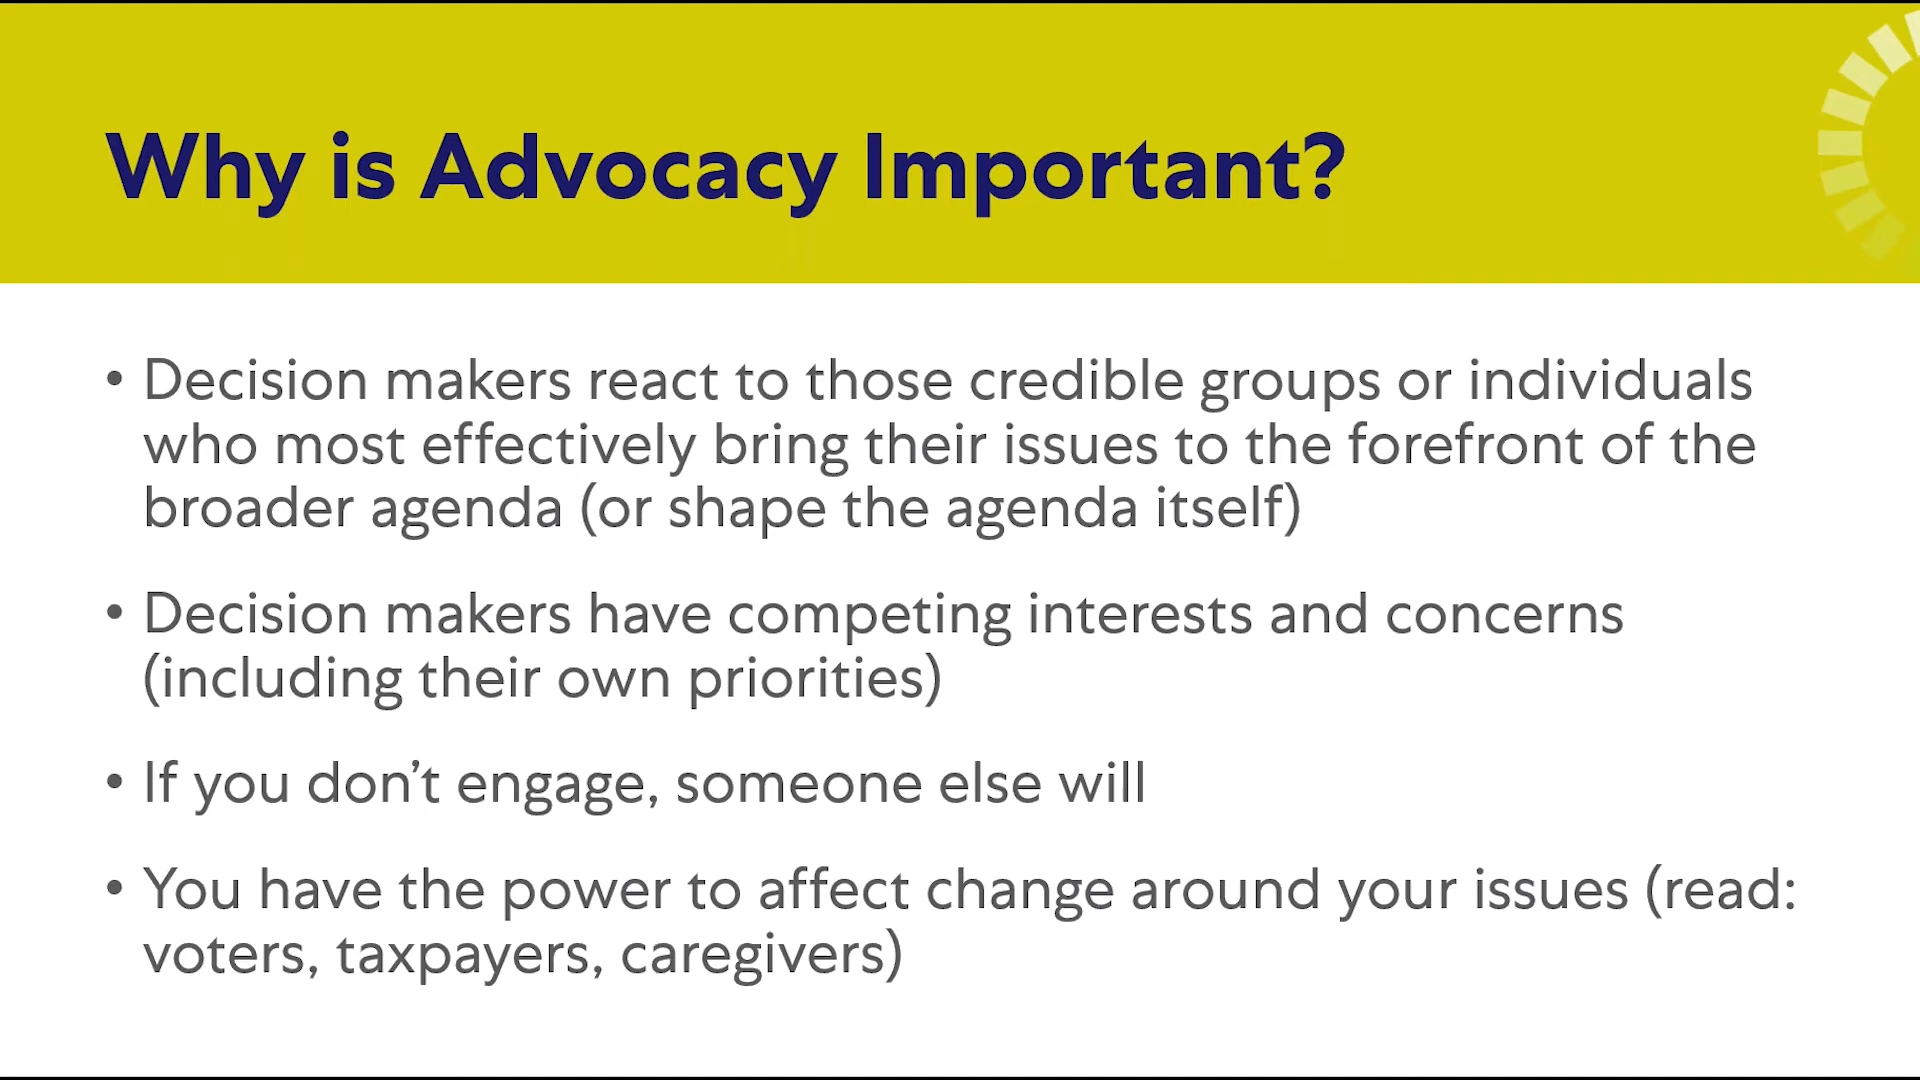 Why is Advocacy Important?
• Decision makers react to those credible groups or individuals
who most effectively bring their issues to the forefront of the
broader agenda (or shape the agenda itself)
• Decision makers have competing interests and concerns
(including their own priorities)
• If you don’t engage, someone else will
• You have the power to affect change around your issues (read:
voters, taxpayers, caregivers)